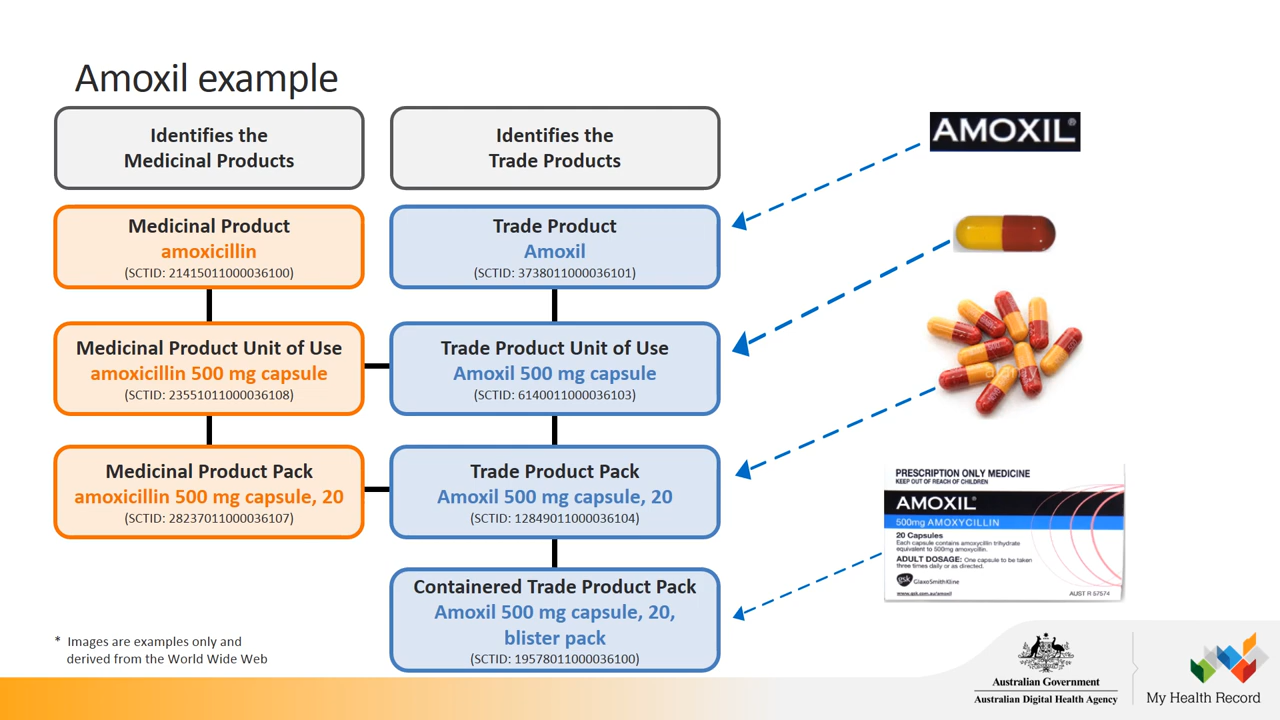 Amoxil example
Identifies the
Medicinal Products
Identifies the
Trade Products
Medicinal Product
amoxicillin
(SCTID: 21415011000036100)
Trade Product
Amoxil
(SCTID: 3738011000036101)
Medicinal Product Unit of Use
amoxicillin 500 mg capsule
(SCTID: 23551011000036108)
Trade Product Unit of Use
Amoxil 500 mg capsule
(SCTID: 6140011000036103)
Medicinal Product Pack
amoxicillin 500 mg capsule, 20
(SCTID: 28237011000036107)
Trade Product Pack
Amoxil 500 mg capsule, 20
(SCTID: 12849011000036104)
Containered Trade Product Pack
Amoxil 500 mg capsule, 20,
blister pack
(SCTID: 19578011000036100)
AMOXIL®
PRESCRIPTION ONLY MEDICINE
KEEP OUT OF REACH OF CHILDREN
AMOXIL®
500mg AMOXYCILLIN
20 Capsules
Each capsule contains amoxycillin trihydrate
equivalent to 500mg amoxycillin.
ADULT DOSAGE: One capsule to be taken
three times daily or as directed.
gsk GlaxoSmithKline
www.gsk.com.au/amoxil
AUST R 57574
* Images are examples only and
derived from the World Wide Web
Australian Government
Australian Digital Health Agency
My Health Record